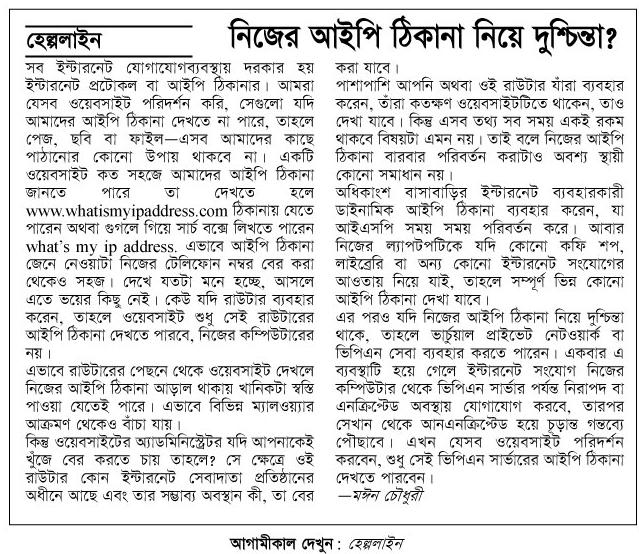 হেল্পলাইন
নিজের আইপি ঠিকানা নিয়ে দুশ্চিন্তা?
সব ইন্টারনেট যোগাযোগব্যবস্থায় দরকার হয়
ইন্টারনেট প্রটোকল বা আইপি ঠিকানার। আমরা
যেসব ওয়েবসাইট পরিদর্শন করি, সেগুলো যদি
আমাদের আইপি ঠিকানা দেখতে না পারে, তাহলে
পেজ, ছবি বা ফাইল—এসব আমাদের কাছে
পাঠানোর কোনো উপায় থাকবে না। একটি
ওয়েবসাইট কত সহজে আমাদের আইপি ঠিকানা
জানতে পারে তা দেখতে হলে
www.whatismyipaddress.com ঠিকানায় যেতে
পারেন অথবা গুগলে গিয়ে সার্চ বক্সে লিখতে পারেন
what's my ip address. এভাবে আইপি ঠিকানা
জেনে নেওয়াটা নিজের টেলিফোন নম্বর বের করা
থেকেও সহজ। দেখে যতটা মনে হচ্ছে, আসলে
এতে ভয়ের কিছু নেই। কেউ যদি রাউটার ব্যবহার
করেন, তাহলে ওয়েবসাইট শুধু সেই রাউটারের
আইপি ঠিকানা দেখতে পারবে, নিজের কম্পিউটারের
নয়।
এভাবে রাউটারের পেছনে থেকে ওয়েবসাইট দেখলে
নিজের আইপি ঠিকানা আড়াল থাকায় খানিকটা স্বস্তি
পাওয়া যেতেই পারে। এভাবে বিভিন্ন ম্যালওয়্যার
আক্রমণ থেকেও বাঁচা যায়।
কিন্তু ওয়েবসাইটের অ্যাডমিনিস্ট্রেটর যদি আপনাকেই
খুঁজে বের করতে চায় তাহলে? সে ক্ষেত্রে ওই
রাউটার কোন ইন্টারনেট সেবাদাতা প্রতিষ্ঠানের
অধীনে আছে এবং তার সম্ভাব্য অবস্থান কী, তা বের
করা যাবে।
পাশাপাশি আপনি অথবা ওই রাউটার যাঁরা ব্যবহার
করেন, তাঁরা কতক্ষণ ওয়েবসাইটটিতে থাকেন, তাও
দেখা যাবে। কিন্তু এসব তথ্য সব সময় একই রকম
থাকবে বিষয়টা এমন নয়। তাই বলে নিজের আইপি
ঠিকানা বারবার পরিবর্তন করাটাও অবশ্য স্থায়ী
কোনো সমাধান নয়।
অধিকাংশ বাসাবাড়ির ইন্টারনেট ব্যবহারকারী
ডাইনামিক আইপি ঠিকানা ব্যবহার করেন, যা
আইএসপি সময় সময় পরিবর্তন করে। আবার
নিজের ল্যাপটপটিকে যদি কোনো কফি শপ,
লাইব্রেরি বা অন্য কোনো ইন্টারনেট সংযোগের
আওতায় নিয়ে যাই, তাহলে সম্পূর্ণ ভিন্ন কোনো
আইপি ঠিকানা দেখা যাবে।
এর পরও যদি নিজের আইপি ঠিকানা নিয়ে দুশ্চিন্তা
থাকে, তাহলে ভার্চুয়াল প্রাইভেট নেটওয়ার্ক বা
ভিপিএন সেবা ব্যবহার করতে পারেন। একবার এ
ব্যবস্থাটি হয়ে গেলে ইন্টারনেট সংযোগ নিজের
কম্পিউটার থেকে ভিপিএন সার্ভার পর্যন্ত নিরাপদ বা
এনক্রিপ্টেড অবস্থায় যোগাযোগ করবে, তারপর
সেখান থেকে আনএনক্রিপ্টেড হয়ে চূড়ান্ত গন্তব্যে
পৌঁছাবে। এখন যেসব ওয়েবসাইট পরিদর্শন
করবেন, শুধু সেই ভিপিএন সার্ভারের আইপি ঠিকানা
দেখতে পারবেন।
—মঈন চৌধুরী
আগামীকাল দেখুন : হেল্পলাইন